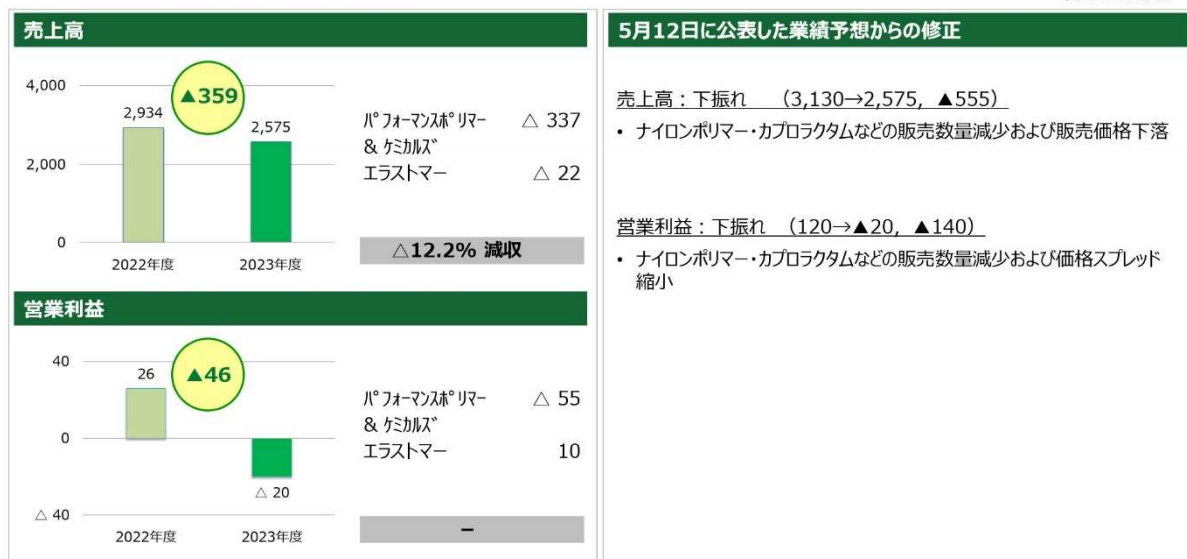 売上高
4,000
2,000
0
2,934
▲359
2,575
2022年度
2023年度
パフォーマンスポリマー △ 337
& ケミカルズ
エラストマー △ 22
△12.2% 減収
営業利益
40
0
△ 40
26
▲46
△ 20
2022年度
2023年度
パフォーマンスポリマー △ 55
& ケミカルズ
エラストマー 10
－
5月12日に公表した業績予想からの修正
売上高：下振れ （3,130→2,575, ▲555）
• ナイロンポリマー・カプロラクタムなどの販売数量減少および販売価格下落
営業利益：下振れ （120→▲20, ▲140）
• ナイロンポリマー・カプロラクタムなどの販売数量減少および価格スプレッド
縮小